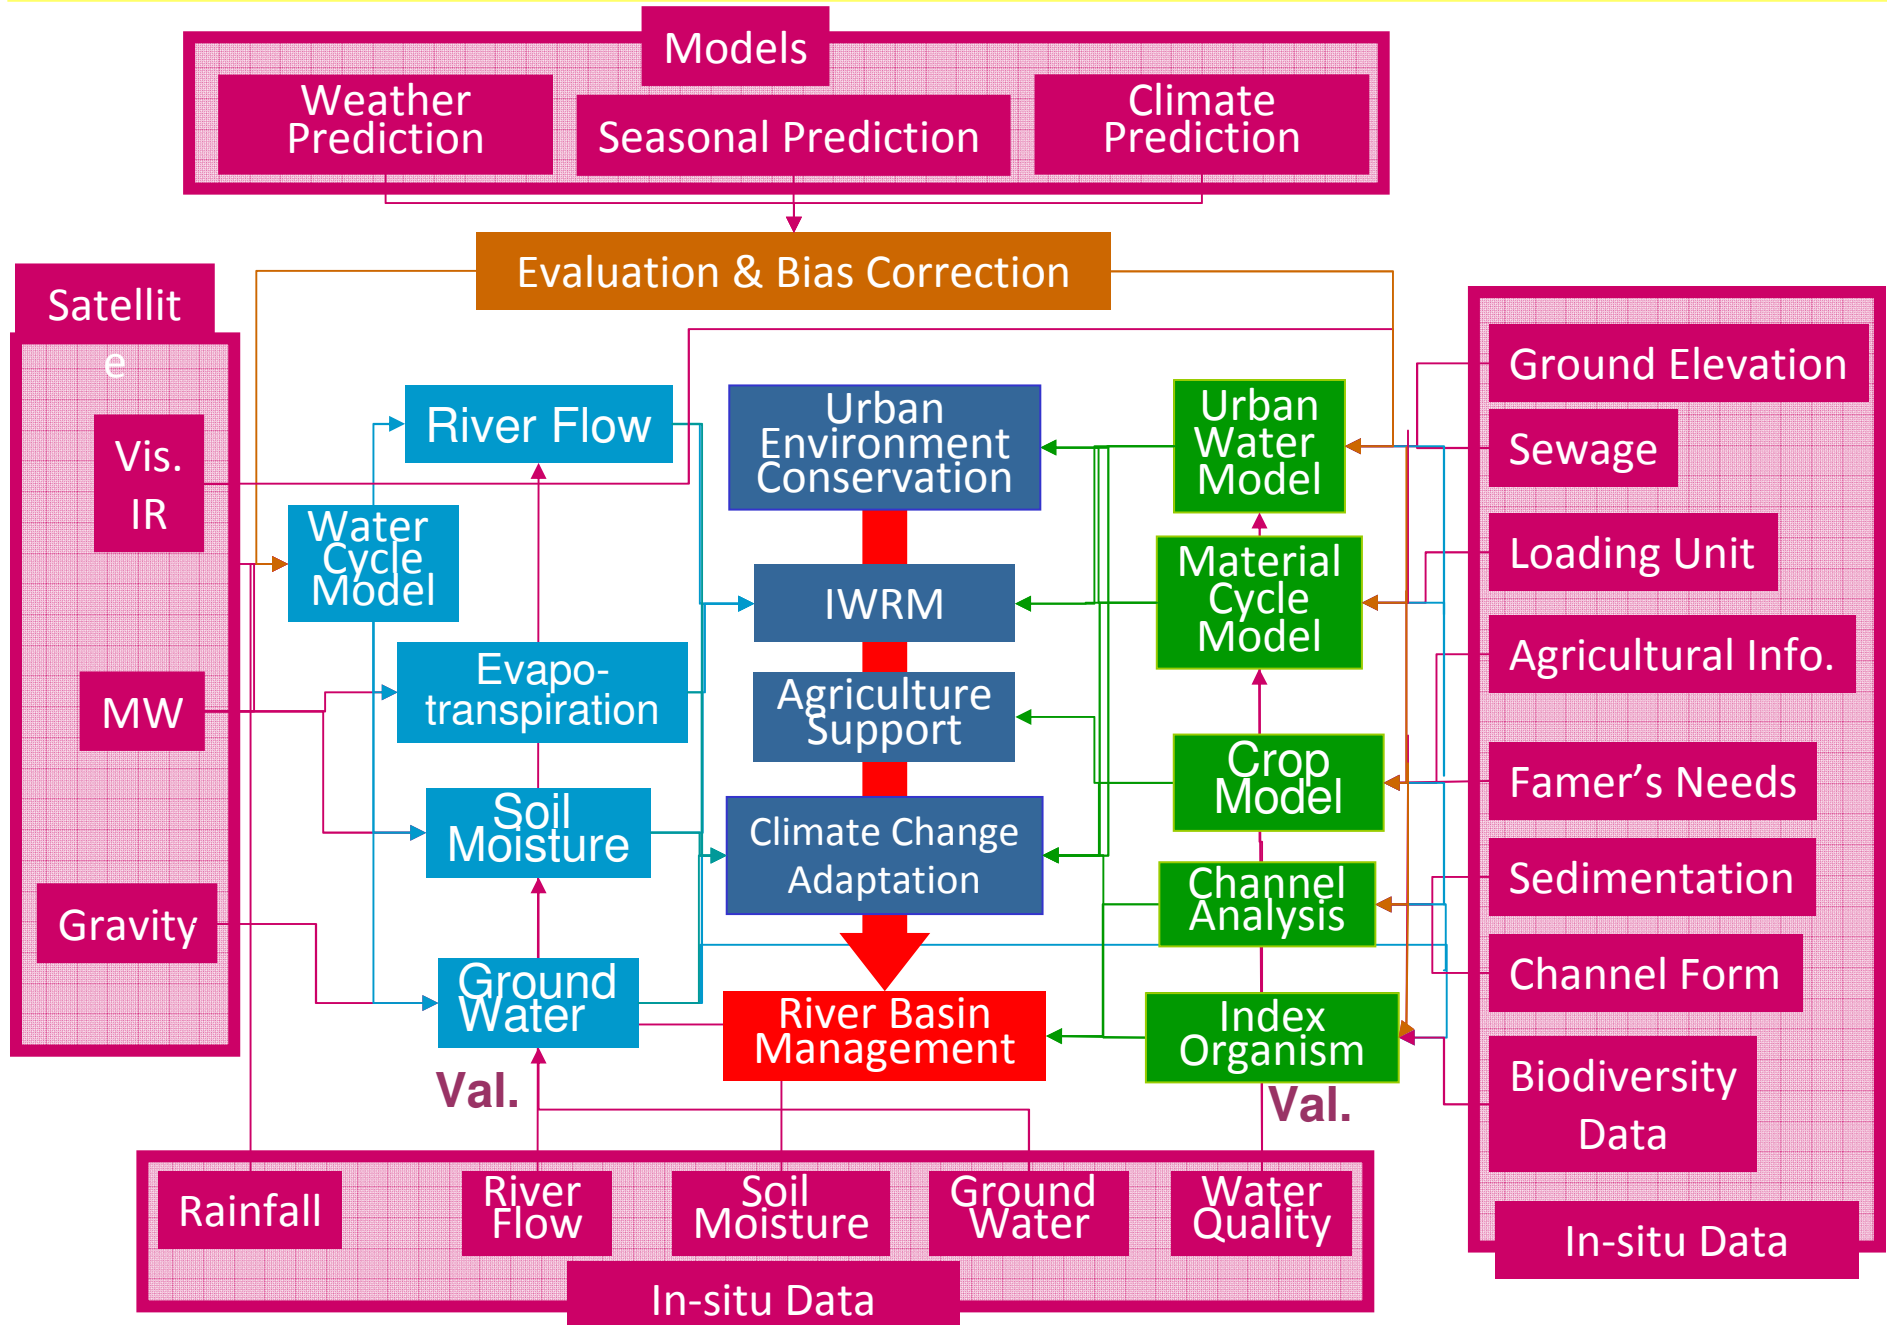 Models
Weather
Prediction
Seasonal Prediction
Climate
Prediction
Evaluation & Bias Correction
Satellit
e
Vis.
IR
MW
Gravity
Water
Cycle
Model
River Flow
Evapo-
transpiration
Soil
Moisture
Ground
Water
Val.
Urban
Environment
Conservation
IWRM
Agriculture
Support
Climate Change
Adaptation
River Basin
Management
Urban
Water
Model
Material
Cycle
Model
Crop
Model
Channel
Analysis
Index
Organism
Val.
Ground Elevation
Sewage
Loading Unit
Agricultural Info.
Famer’s Needs
Sedimentation
Channel Form
Biodiversity
Data
In-situ Data
Rainfall
River
Flow
Soil
Moisture
Ground
Water
Water
Quality
In-situ Data